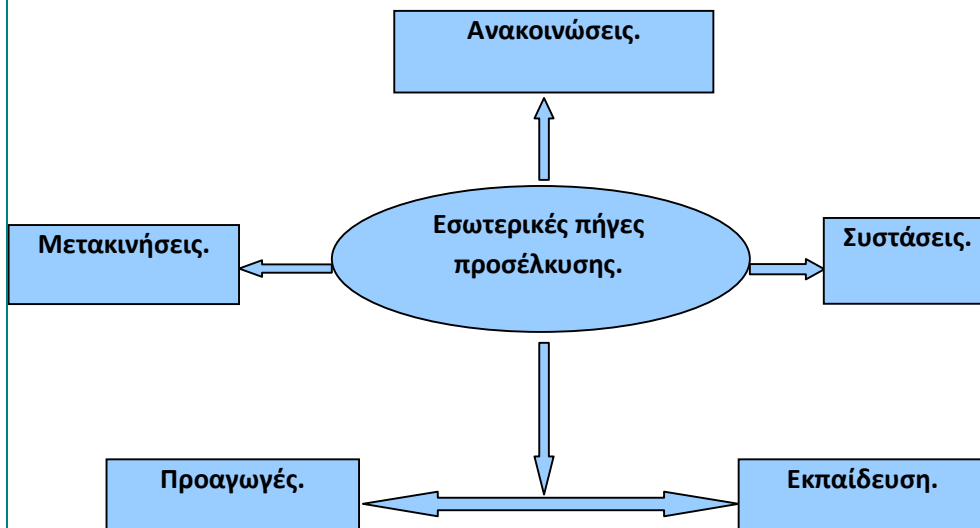 Ανακοινώσεις.
Εσωτερικές πήγες
προσέλκυσης.
Μετακινήσεις.
Συστάσεις.
Προαγωγές.
Εκπαίδευση.